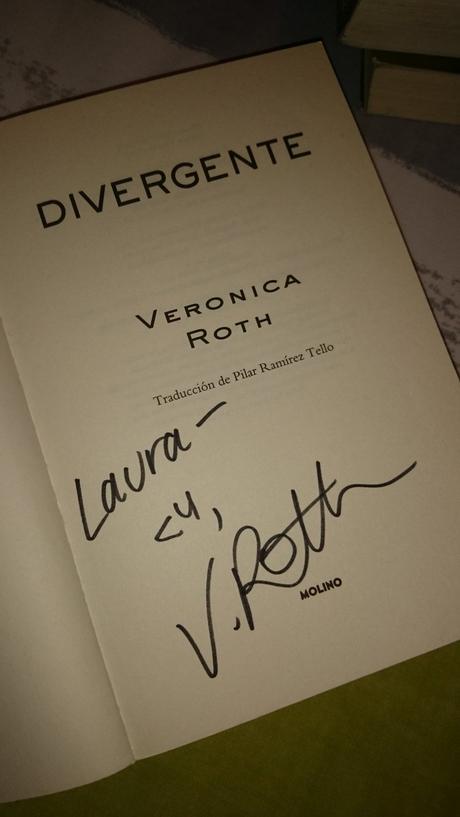 DIVERGENTE
VERONICA
ROTH
Traducción de Pilar Ramírez Tello
Laura –
<4,
V. Roth
MOLINO